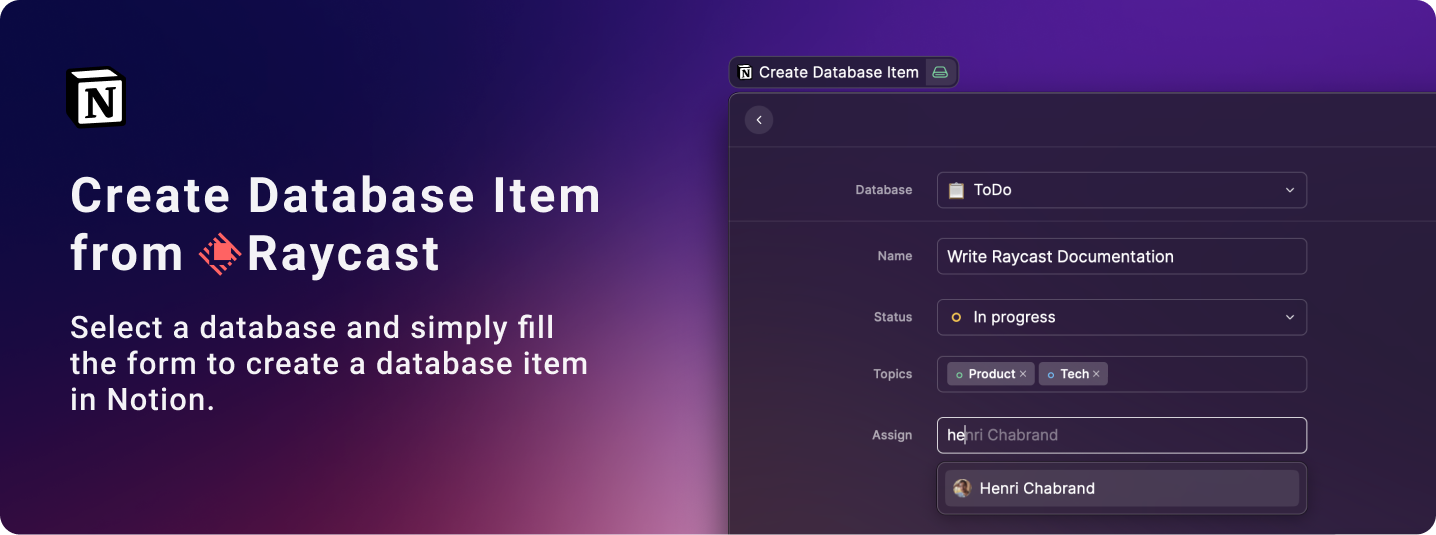 N
Create Database Item
from Raycast
Select a database and simply fill
the form to create a database item
in Notion.
N Create Database Item
Database ToDo
Name Write Raycast Documentation
Status In progress
Topics Product × Tech ×
Assign henri Chabrand
Henri Chabrand